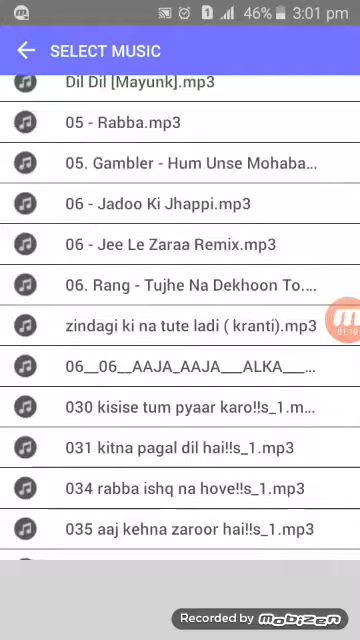 46% 3:01 pm
SELECT MUSIC
Dil Dil [Mayunk].mp3
05 - Rabba.mp3
05. Gambler - Hum Unse Mohaba...
06 - Jadoo Ki Jhappi.mp3
06 - Jee Le Zaraa Remix.mp3
06. Rang - Tujhe Na Dekhoon To....
zindagi ki na tute ladi ( kranti).mp3
01:10
06__06__AAJA_AAJA___ALKA___...
030 kisise tum pyaar karo!!s_1.m...
031 kitna pagal dil hai!!s_1.mp3
034 rabba ishq na hove!!s_1.mp3
035 aaj kehna zaroor hai!!s_1.mp3
Recorded by mobizen